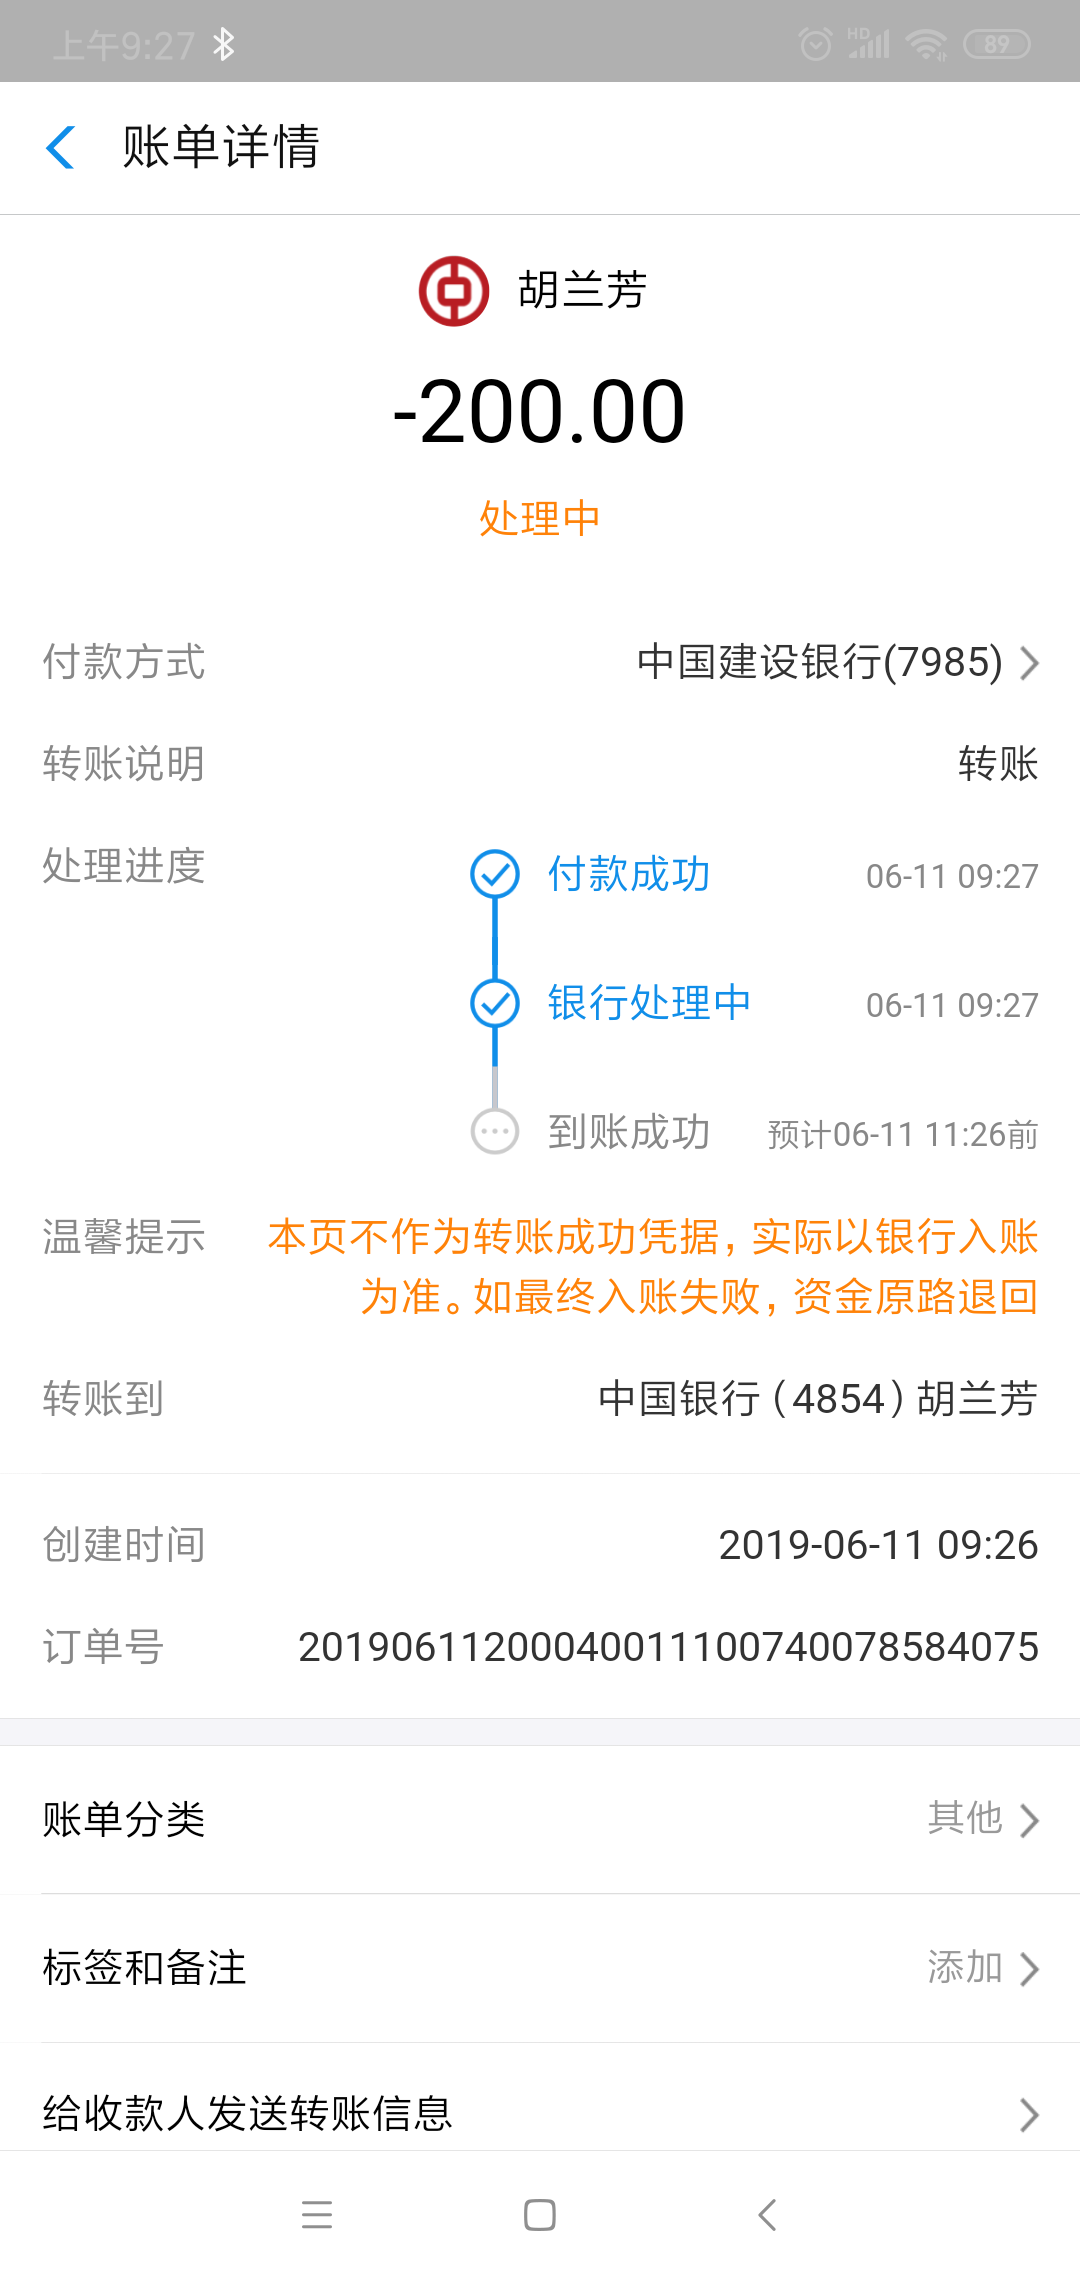 上午9:27
HD
89
账单详情
胡兰芳
-200.00
处理中
付款方式 中国建设银行(7985)
转账说明 转账
处理进度 付款成功 06-11 09:27
银行处理中 06-11 09:27
到账成功 预计06-11 11:26前
温馨提示 本页不作为转账成功凭据，实际以银行入账
为准。如最终入账失败，资金原路退回
转账到 中国银行（4854）胡兰芳
创建时间 2019-06-11 09:26
订单号 20190611200040011100740078584075
账单分类 其他
标签和备注 添加
给收款人发送转账信息